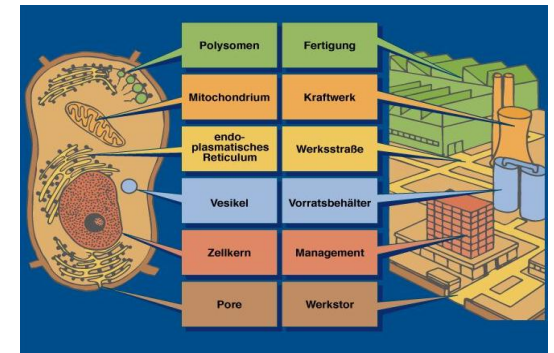 Polysomen Fertigung
Mitochondrium Kraftwerk
endo-
plasmatisches
Reticulum Werksstraße
Vesikel Vorratsbehälter
Zellkern Management
Pore Werkstor